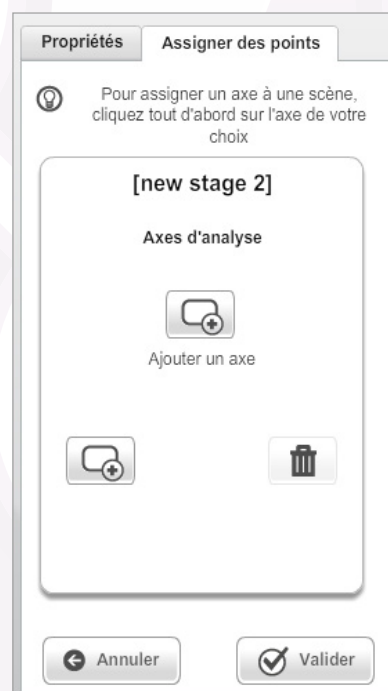 Propriétés
Assigner des points
Pour assigner un axe à une scène,
cliquez tout d'abord sur l'axe de votre
choix
[new stage 2]
Axes d'analyse
Ajouter un axe
Annuler
Valider